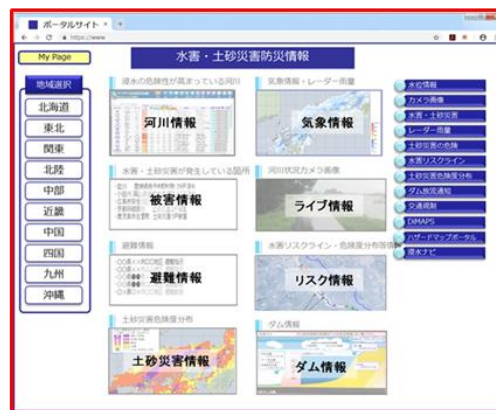 ポータルサイト
https://www
My Page
水害・土砂災害防災情報
地域選択
北海道
東北
関東
北陸
中部
近畿
中国
四国
九州
沖縄
浸水の危険性が高まっている河川
河川情報
気象情報・レーダー雨量
気象情報
水害・土砂災害が発生している箇所
被害情報
河川状況カメラ画像
ライブ情報
避難情報
避難情報
水害リスクライン・危険度分布等情報
リスク情報
土砂災害危険度分布
土砂災害情報
ダム情報
ダム情報
水位情報
カメラ画像
水害・土砂災害
レーダー雨量
土砂災害の危険
水害リスクライン
土砂災害危険度分布
ダム放流通知
交通規制
DiMAPS
ハザードマップポータル
浸水ナビ